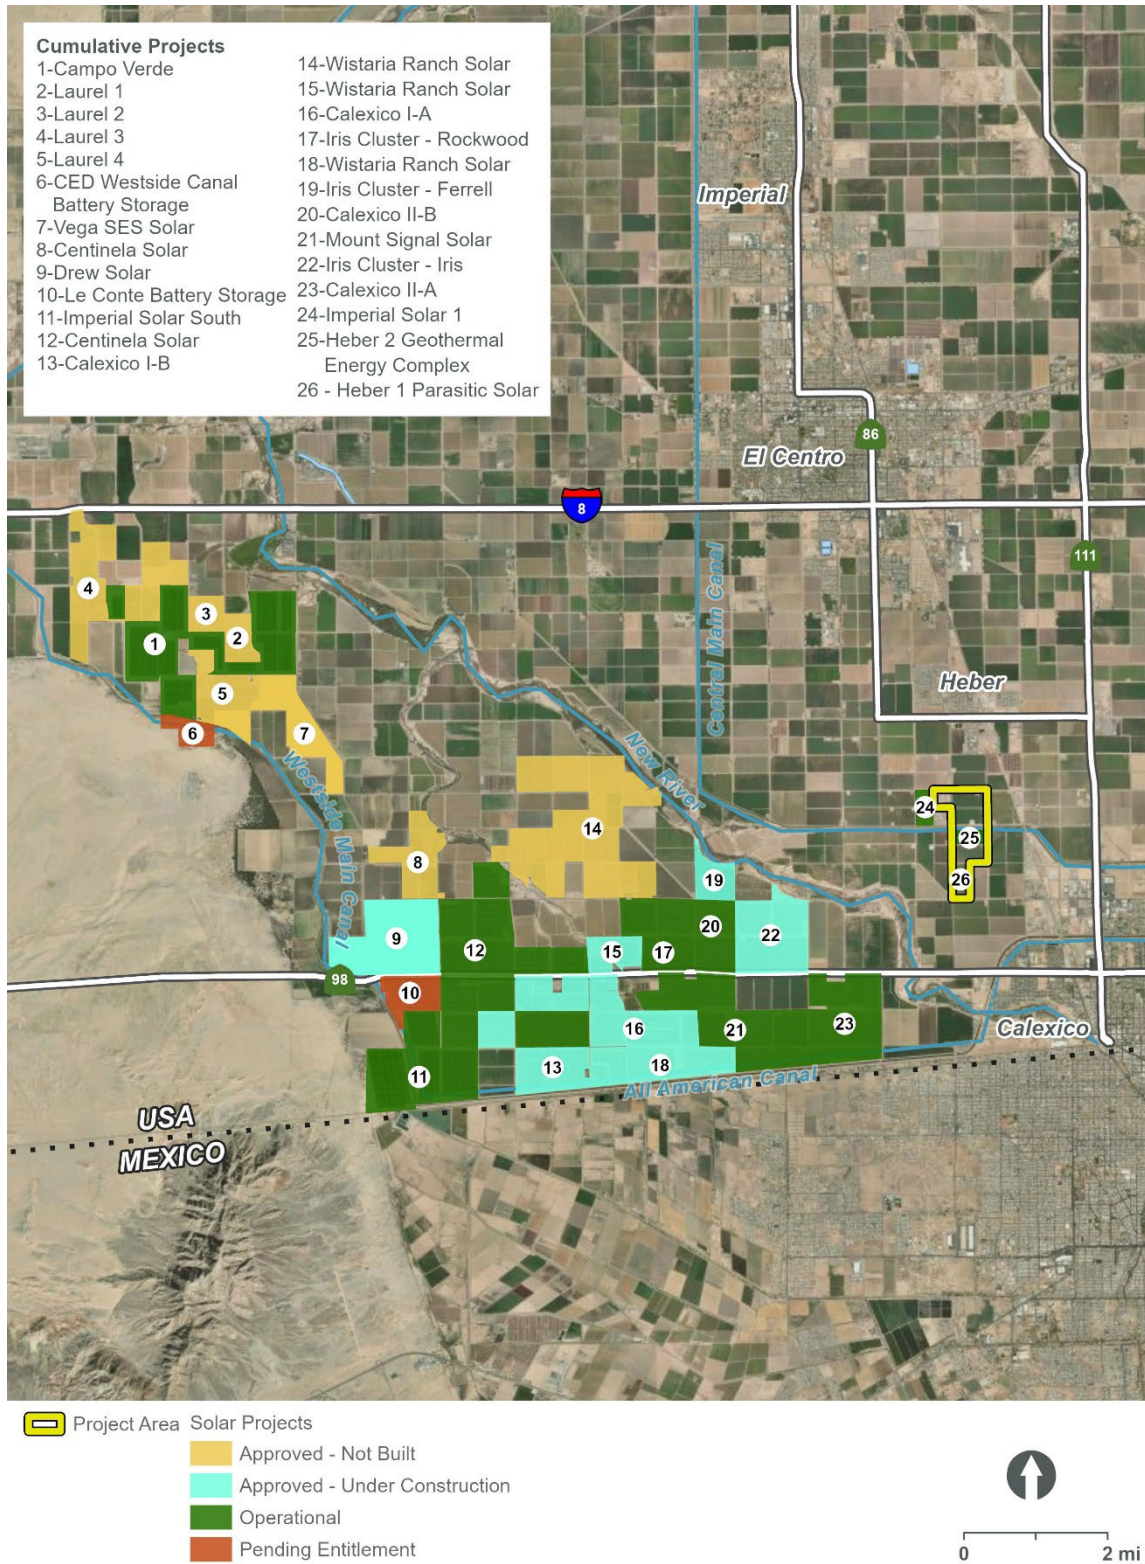 Cumulative Projects
1-Campo Verde
2-Laurel 1
3-Laurel 2
4-Laurel 3
5-Laurel 4
6-CED Westside Canal
Battery Storage
7-Vega SES Solar
8-Centinela Solar
9-Drew Solar
10-Le Conte Battery Storage
11-Imperial Solar South
12-Centinela Solar
13-Calexico I-B
14-Wistaria Ranch Solar
15-Wistaria Ranch Solar
16-Calexico I-A
17-Iris Cluster - Rockwood
18-Wistaria Ranch Solar
19-Iris Cluster - Ferrell
20-Calexico II-B
21-Mount Signal Solar
22-Iris Cluster - Iris
23-Calexico II-A
24-Imperial Solar 1
25-Heber 2 Geothermal
Energy Complex
26 - Heber 1 Parasitic Solar
Imperial
86
El Centro
8
111
Central Main Canal
4
3
2
1
5
Heber
6
7
Westside Main Canal
New River
24
14
25
8
26
19
20
9
22
12
15
17
98
10
16
21
23
Calexico
13
18
11
All American Canal
USA
MEXICO
Project Area
Solar Projects
Approved - Not Built
Approved - Under Construction
Operational
Pending Entitlement
0
2 mi